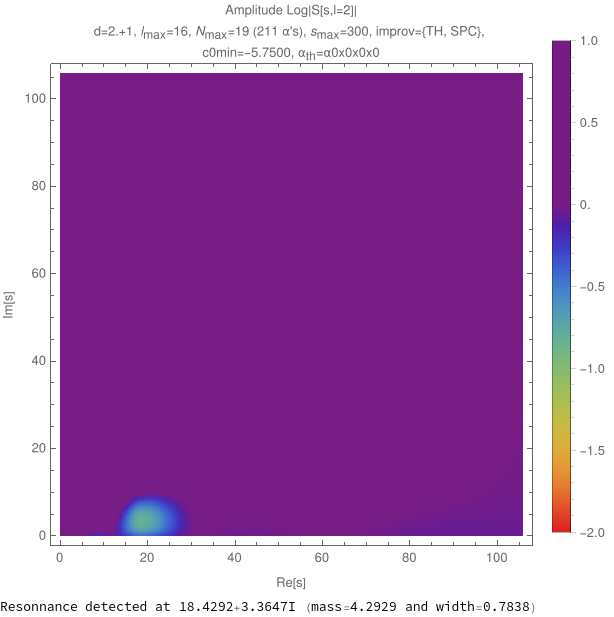 Amplitude Log|S[s,l=2]|
d=2.+1, lmax=16, Nmax=19 (211 α's), smax=300, improv={TH, SPC},
c0min=−5.7500, αth=α0x0x0x0
1.0
0.5
0.
−0.5
−1.0
−1.5
−2.0
100
80
60
40
20
0
Im[s]
0 20 40 60 80 100
Re[s]
Resonnance detected at 18.4292+3.3647I (mass=4.2929 and width=0.7838)